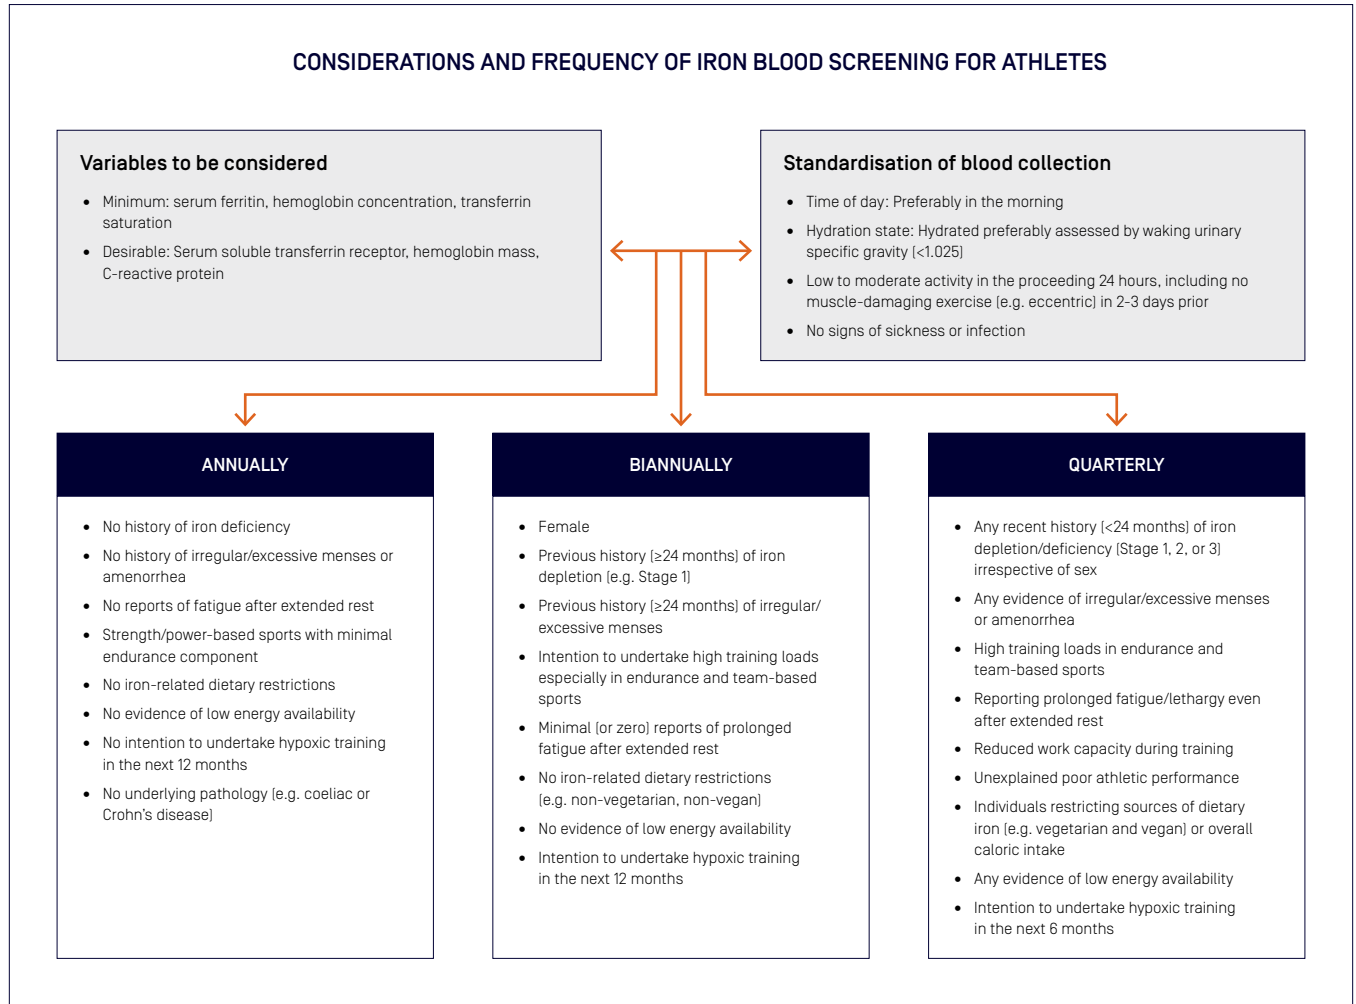 CONSIDERATIONS AND FREQUENCY OF IRON BLOOD SCREENING FOR ATHLETES
Variables to be considered
• Minimum: serum ferritin, hemoglobin concentration, transferrin
saturation
• Desirable: Serum soluble transferrin receptor, hemoglobin mass,
C-reactive protein
Standardisation of blood collection
• Time of day: Preferably in the morning
• Hydration state: Hydrated preferably assessed by waking urinary
specific gravity (<1.025)
• Low to moderate activity in the proceeding 24 hours, including no
muscle-damaging exercise (e.g. eccentric) in 2-3 days prior
• No signs of sickness or infection
ANNUALLY
• No history of iron deficiency
• No history of irregular/excessive menses or
amenorrhea
• No reports of fatigue after extended rest
• Strength/power-based sports with minimal
endurance component
• No iron-related dietary restrictions
• No evidence of low energy availability
• No intention to undertake hypoxic training
in the next 12 months
• No underlying pathology (e.g. coeliac or
Crohn's disease)
BIANNUALLY
• Female
• Previous history (≥24 months) of iron
depletion (e.g. Stage 1)
• Previous history (≥24 months) of irregular/
excessive menses
• Intention to undertake high training loads
especially in endurance and team-based
sports
• Minimal (or zero) reports of prolonged
fatigue after extended rest
• No iron-related dietary restrictions
(e.g. non-vegetarian, non-vegan)
• No evidence of low energy availability
• Intention to undertake hypoxic training
in the next 12 months
QUARTERLY
• Any recent history (<24 months) of iron
depletion/deficiency (Stage 1, 2, or 3)
irrespective of sex
• Any evidence of irregular/excessive menses
or amenorrhea
• High training loads in endurance and
team-based sports
• Reporting prolonged fatigue/lethargy even
after extended rest
• Reduced work capacity during training
• Unexplained poor athletic performance
• Individuals restricting sources of dietary
iron (e.g. vegetarian and vegan) or overall
caloric intake
• Any evidence of low energy availability
• Intention to undertake hypoxic training
in the next 6 months